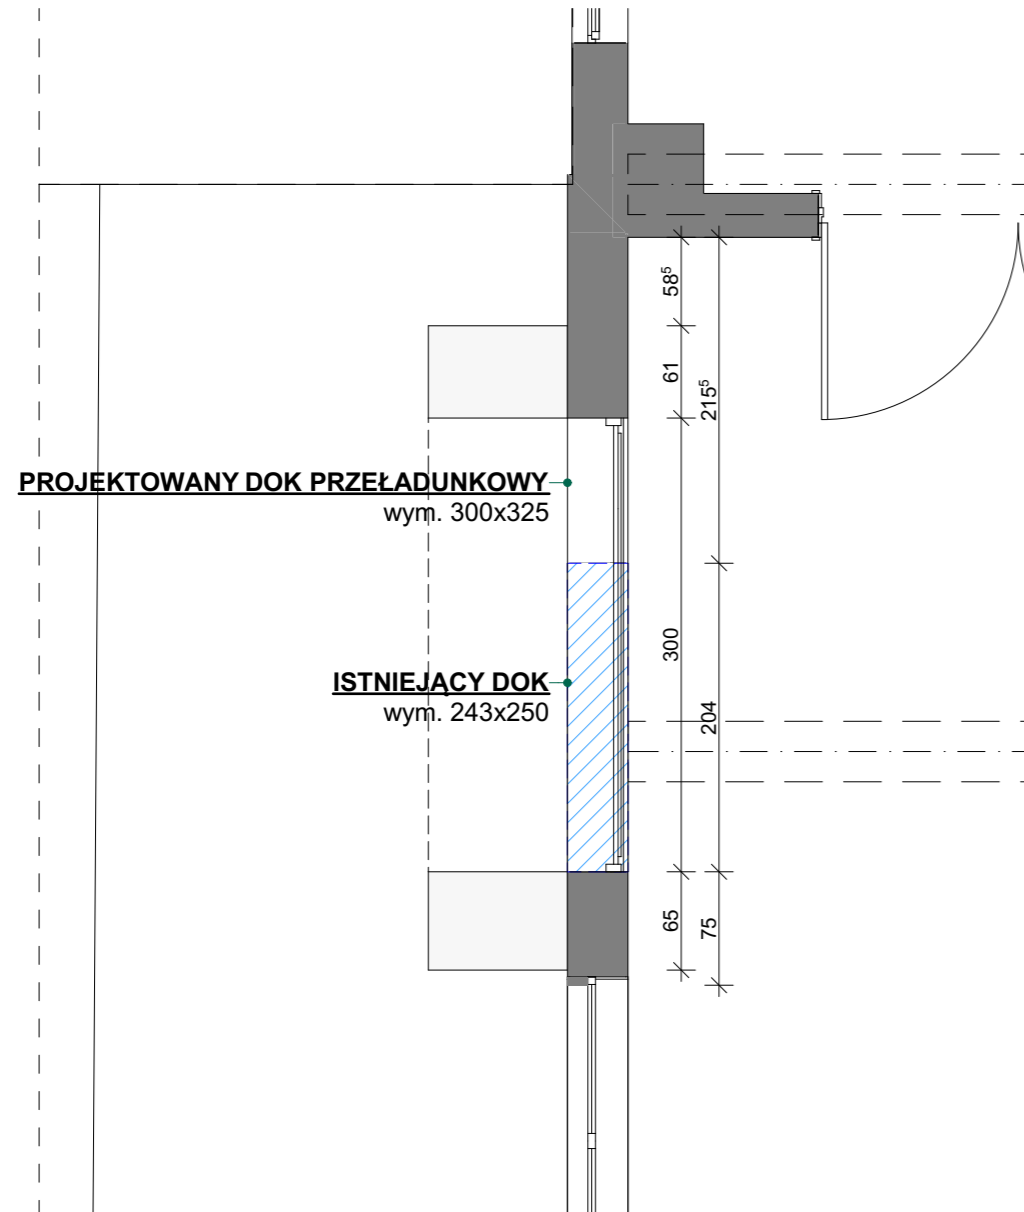 58⁵
61
215⁵
PROJEKTOWANY DOK PRZEŁADUNKOWY
wym. 300x325
300
ISTNIEJĄCY DOK
wym. 243x250
204
65
75